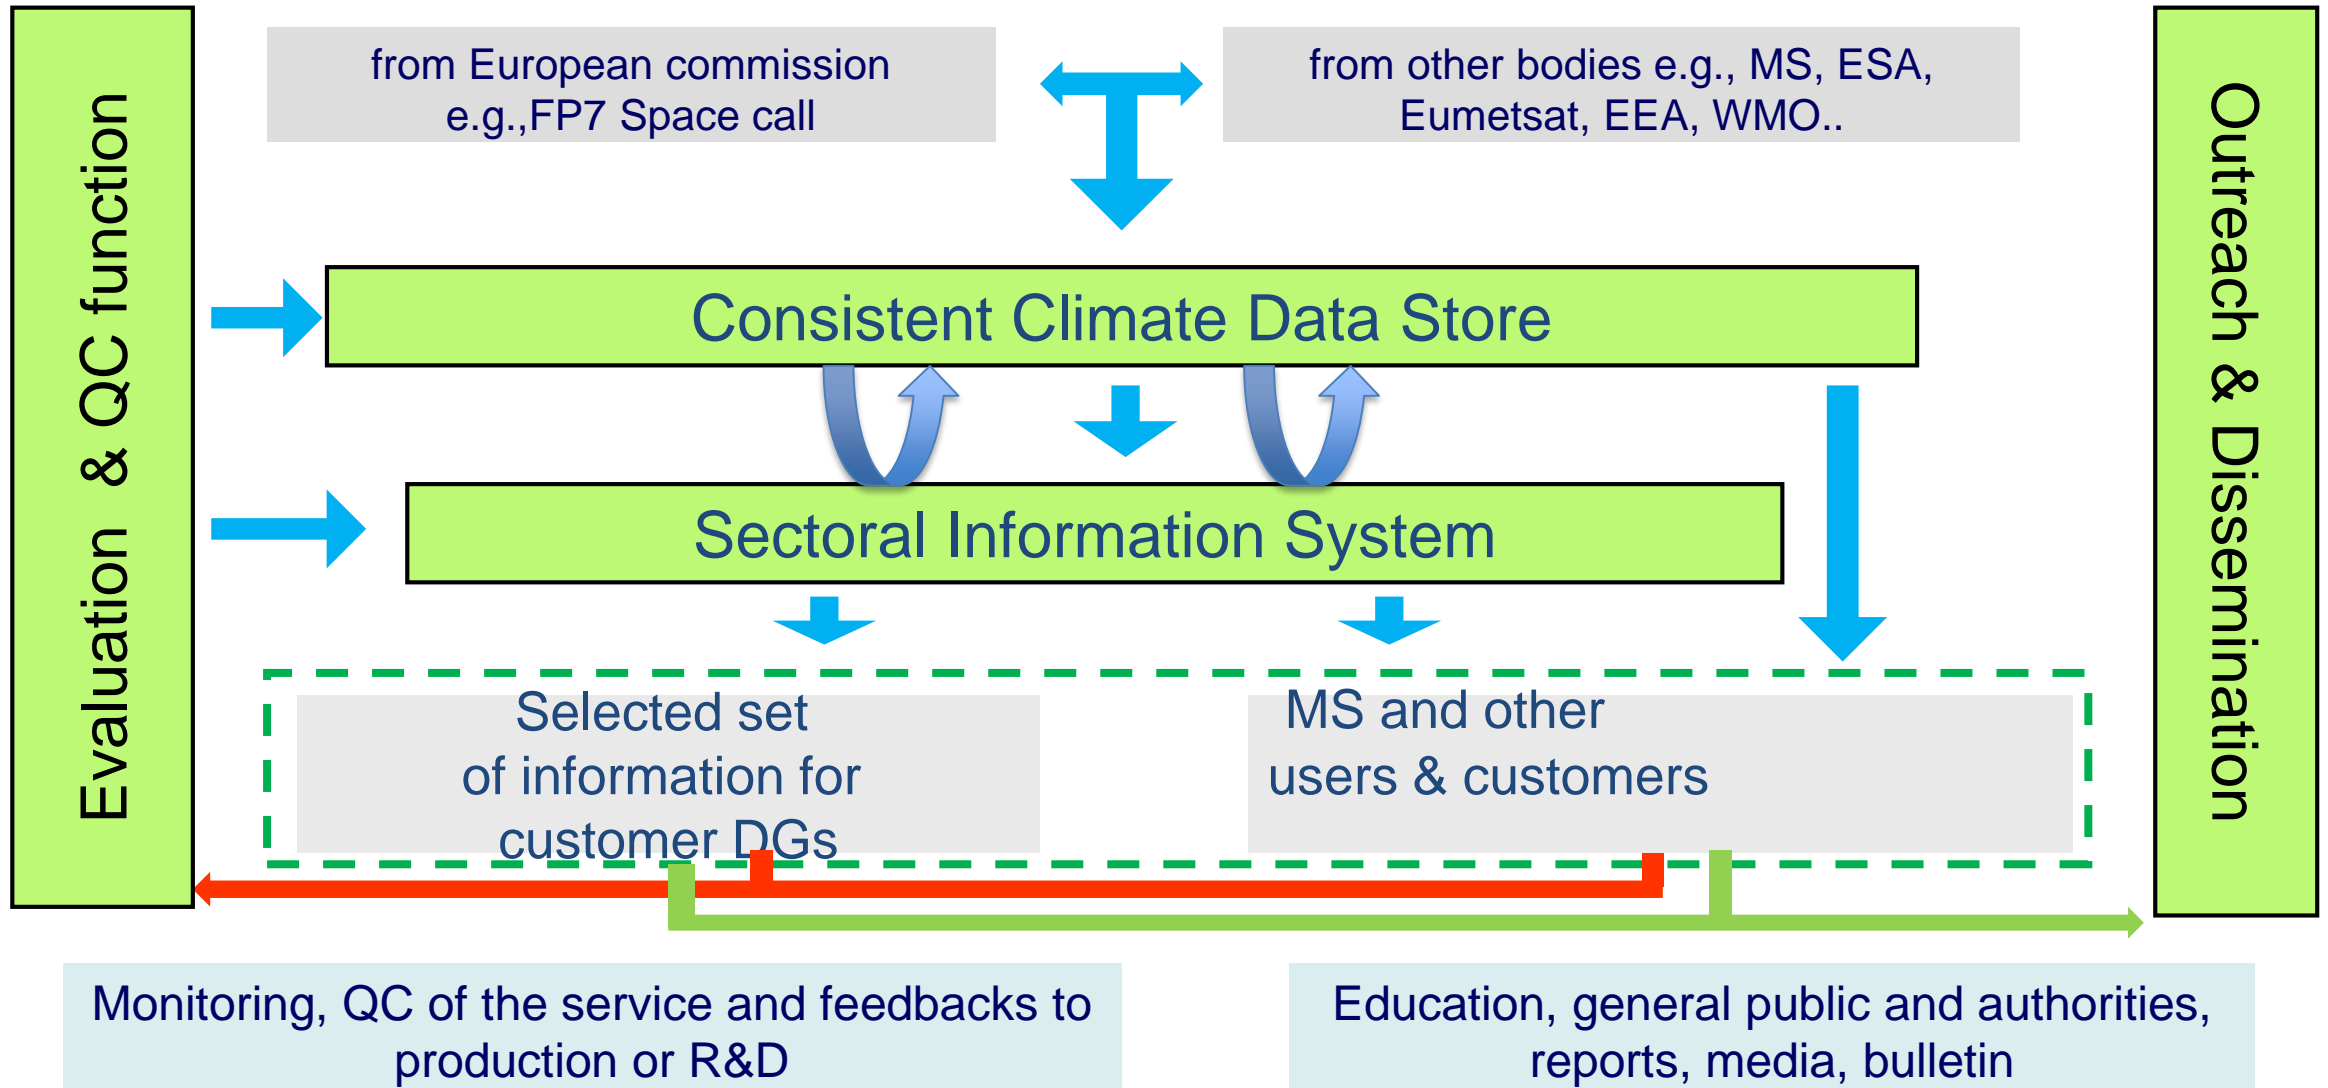 Evaluation & QC function
from European commission
e.g.,FP7 Space call
from other bodies e.g., MS, ESA,
Eumetsat, EEA, WMO..
Outreach & Dissemination
Consistent Climate Data Store
Sectoral Information System
Selected set
of information for
customer DGs
MS and other
users & customers
Monitoring, QC of the service and feedbacks to
production or R&D
Education, general public and authorities,
reports, media, bulletin